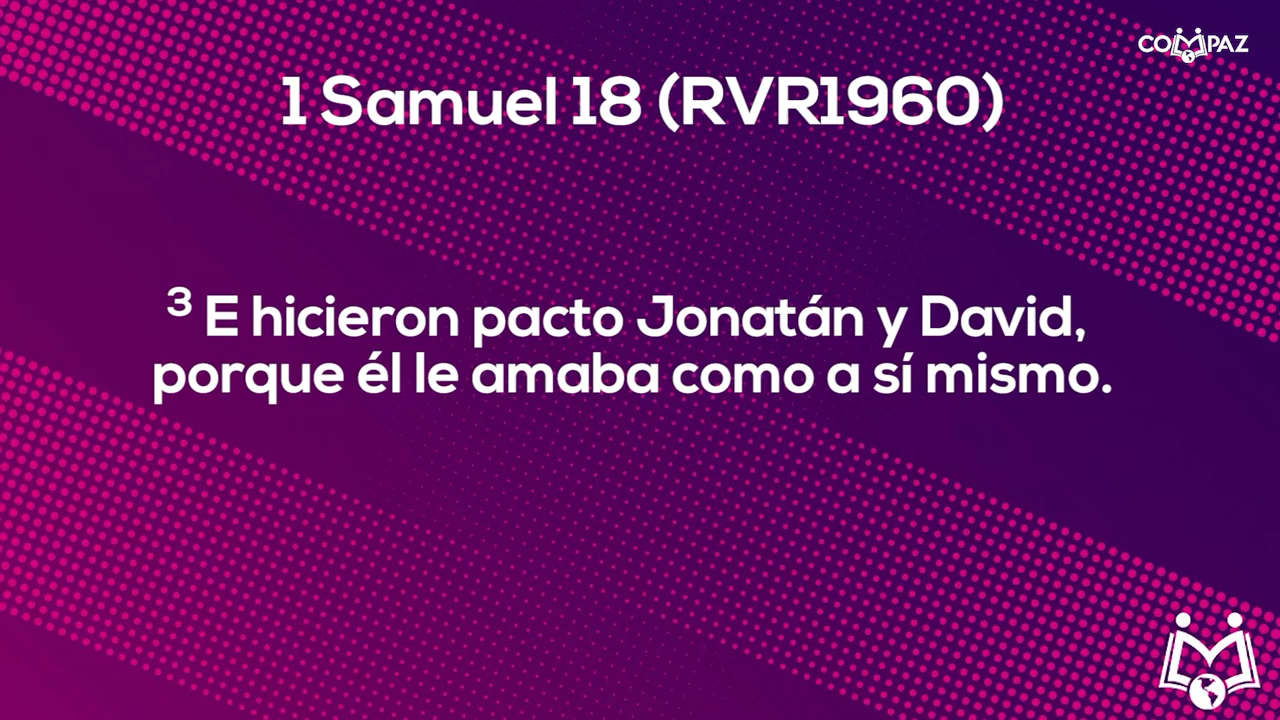 COMPAZ
1 Samuel 18 (RVR1960)
3 E hicieron pacto Jonatán y David,
porque él le amaba como a sí mismo.